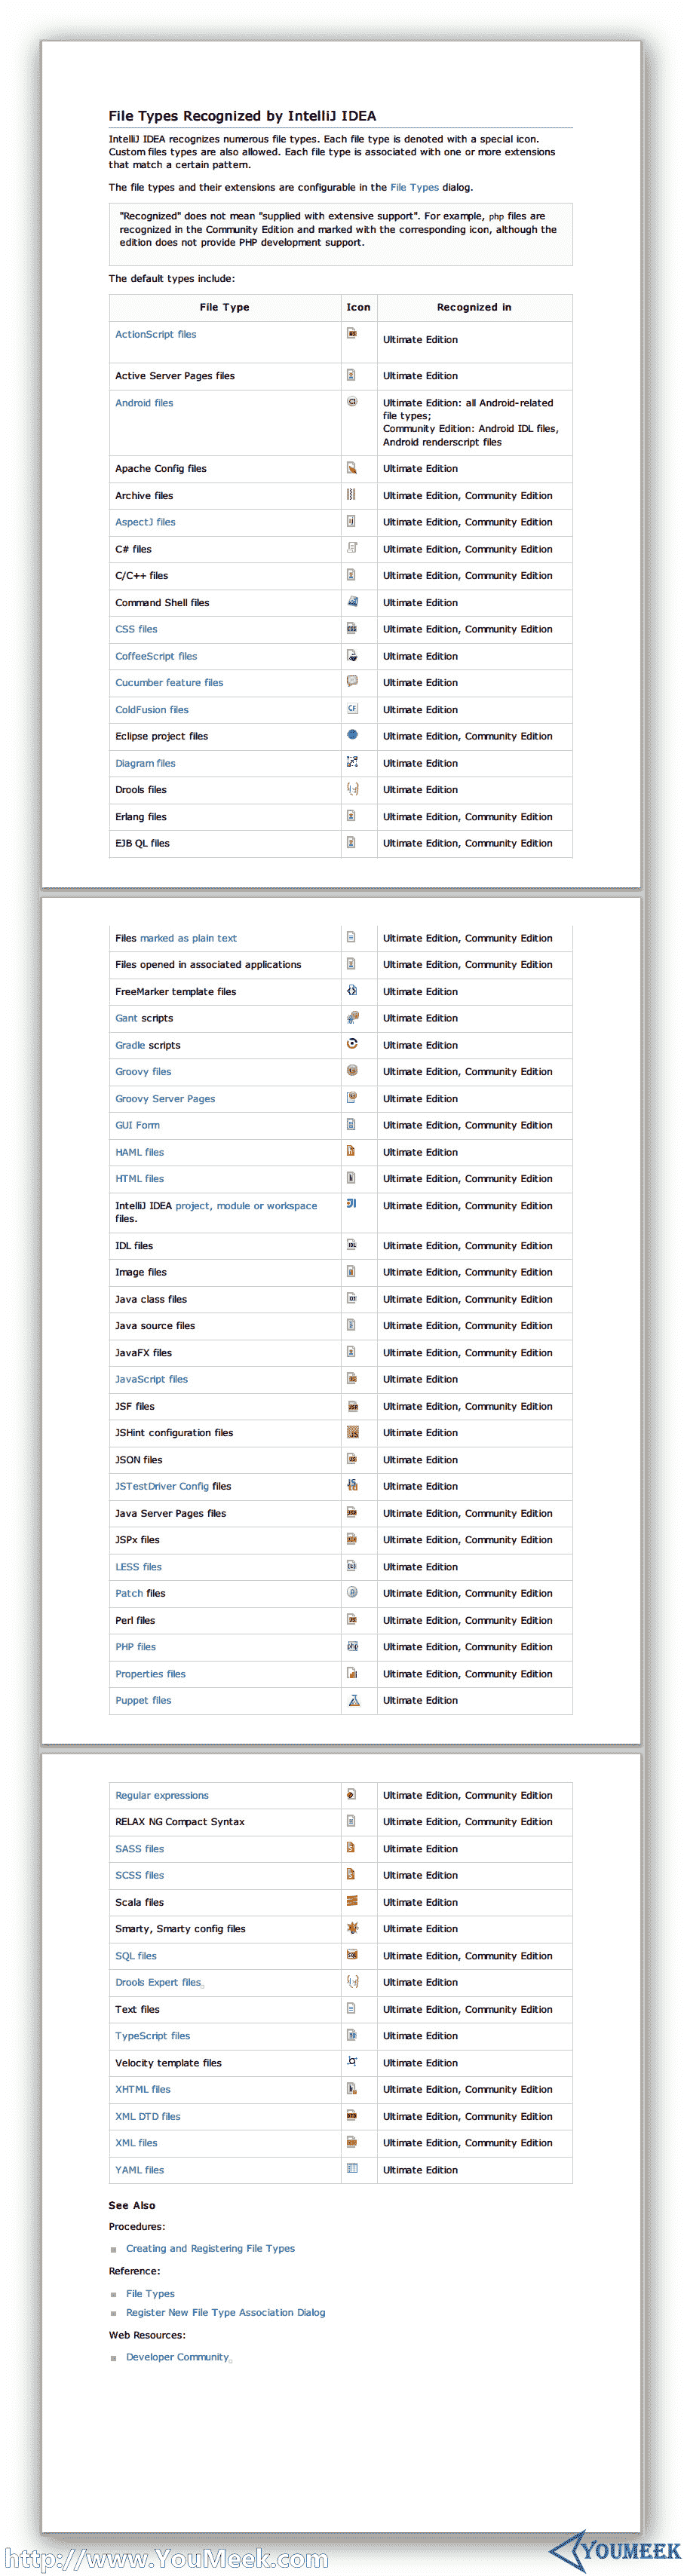 File Types Recognized by IntelliJ IDEA
IntelliJ IDEA recognizes numerous file types. Each file type is denoted with a special icon.
Custom files types are also allowed. Each file type is associated with one or more extensions
that match a certain pattern.
The file types and their extensions are configurable in the File Types dialog.
"Recognized" does not mean "supplied with extensive support". For example, php files are
recognized in the Community Edition and marked with the corresponding icon, although the
edition does not provide PHP development support.
The default types include:
File Type Icon Recognized in
ActionScript files Ultimate Edition
Active Server Pages files Ultimate Edition
Android files Ultimate Edition: all Android-related
file types;
Community Edition: Android IDL files,
Android renderscript files
Apache Config files Ultimate Edition
Archive files Ultimate Edition, Community Edition
AspectJ files Ultimate Edition, Community Edition
C# files Ultimate Edition, Community Edition
C/C++ files Ultimate Edition, Community Edition
Command Shell files Ultimate Edition
CSS files Ultimate Edition, Community Edition
CoffeeScript files Ultimate Edition
Cucumber feature files Ultimate Edition
ColdFusion files CF Ultimate Edition
Eclipse project files Ultimate Edition, Community Edition
Diagram files Ultimate Edition
Drools files Ultimate Edition
Erlang files Ultimate Edition, Community Edition
EJB QL files Ultimate Edition, Community Edition
Files marked as plain text Ultimate Edition, Community Edition
Files opened in associated applications Ultimate Edition, Community Edition
FreeMarker template files Ultimate Edition
Gant scripts Ultimate Edition
Gradle scripts Ultimate Edition
Groovy files Ultimate Edition, Community Edition
Groovy Server Pages Ultimate Edition
GUI Form Ultimate Edition, Community Edition
HAML files Ultimate Edition
HTML files Ultimate Edition, Community Edition
IntelliJ IDEA project, module or workspace Ultimate Edition, Community Edition
files.
IDL files Ultimate Edition, Community Edition
Image files Ultimate Edition, Community Edition
Java class files Ultimate Edition, Community Edition
Java source files Ultimate Edition, Community Edition
JavaFX files Ultimate Edition, Community Edition
JavaScript files Ultimate Edition
JSF files Ultimate Edition, Community Edition
JSHint configuration files JS Ultimate Edition
JSON files Ultimate Edition
JSTestDriver Config files JS Ultimate Edition
Java Server Pages files Ultimate Edition, Community Edition
JSPx files Ultimate Edition, Community Edition
LESS files Ultimate Edition
Patch files Ultimate Edition, Community Edition
Perl files Ultimate Edition, Community Edition
PHP files php Ultimate Edition, Community Edition
Properties files Ultimate Edition, Community Edition
Puppet files Ultimate Edition
Regular expressions Ultimate Edition, Community Edition
RELAX NG Compact Syntax Ultimate Edition, Community Edition
SASS files Ultimate Edition
SCSS files Ultimate Edition
Scala files Ultimate Edition
Smarty, Smarty config files Ultimate Edition
SQL files Ultimate Edition, Community Edition
Drools Expert files Ultimate Edition
Text files Ultimate Edition, Community Edition
TypeScript files Ultimate Edition
Velocity template files Ultimate Edition
XHTML files Ultimate Edition, Community Edition
XML DTD files Ultimate Edition, Community Edition
XML files Ultimate Edition, Community Edition
YAML files Ultimate Edition
See Also
Procedures:
Creating and Registering File Types
Reference:
File Types
Register New File Type Association Dialog
Web Resources:
Developer Community
http://www.YouMeek.com
YOUMEEK